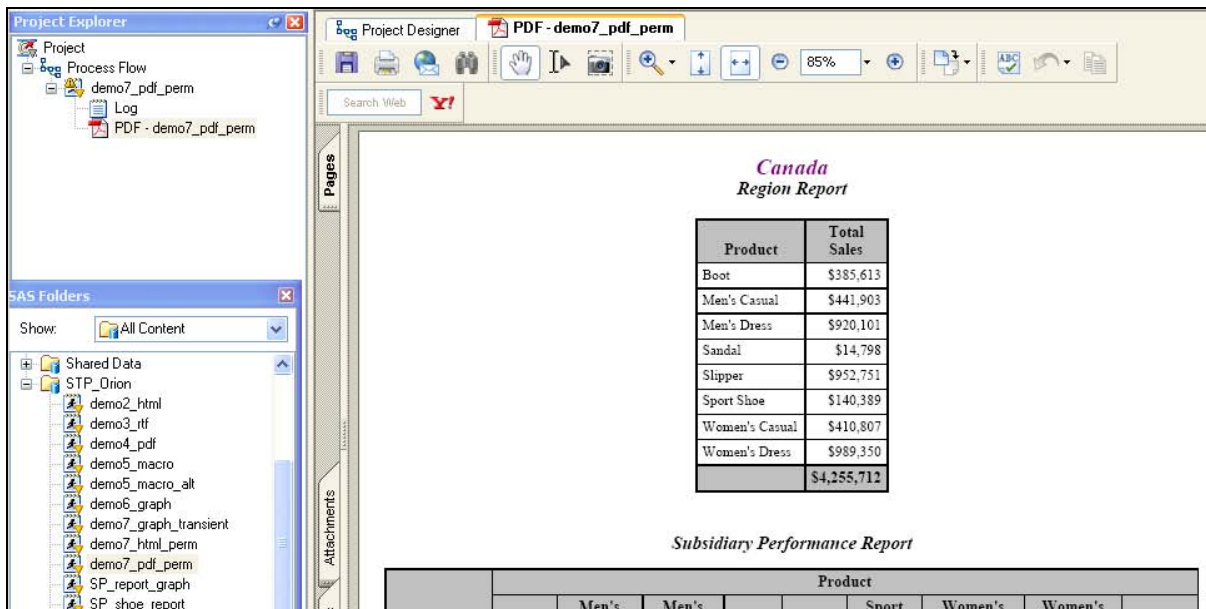 Project Explorer
Project
Process Flow
demo7_pdf_perm
Log
PDF - demo7_pdf_perm
SAS Folders
Show: All Content
Shared Data
STP_Orion
demo2_html
demo3_rtf
demo4_pdf
demo5_macro
demo5_macro_alt
demo6_graph
demo7_graph_transient
demo7_html_perm
demo7_pdf_perm
SP_report_graph
SP_shoe_report
Project Designer PDF - demo7_pdf_perm
85%
ABC
Search Web Y!
Pages
Attachments
Canada
Region Report
Product Total Sales
Boot $385,613
Men's Casual $441,903
Men's Dress $920,101
Sandal $14,798
Slipper $952,751
Sport Shoe $140,389
Women's Casual $410,807
Women's Dress $989,350
$4,255,712
Subsidiary Performance Report
Product
Men's Men's Sport Women's Women's